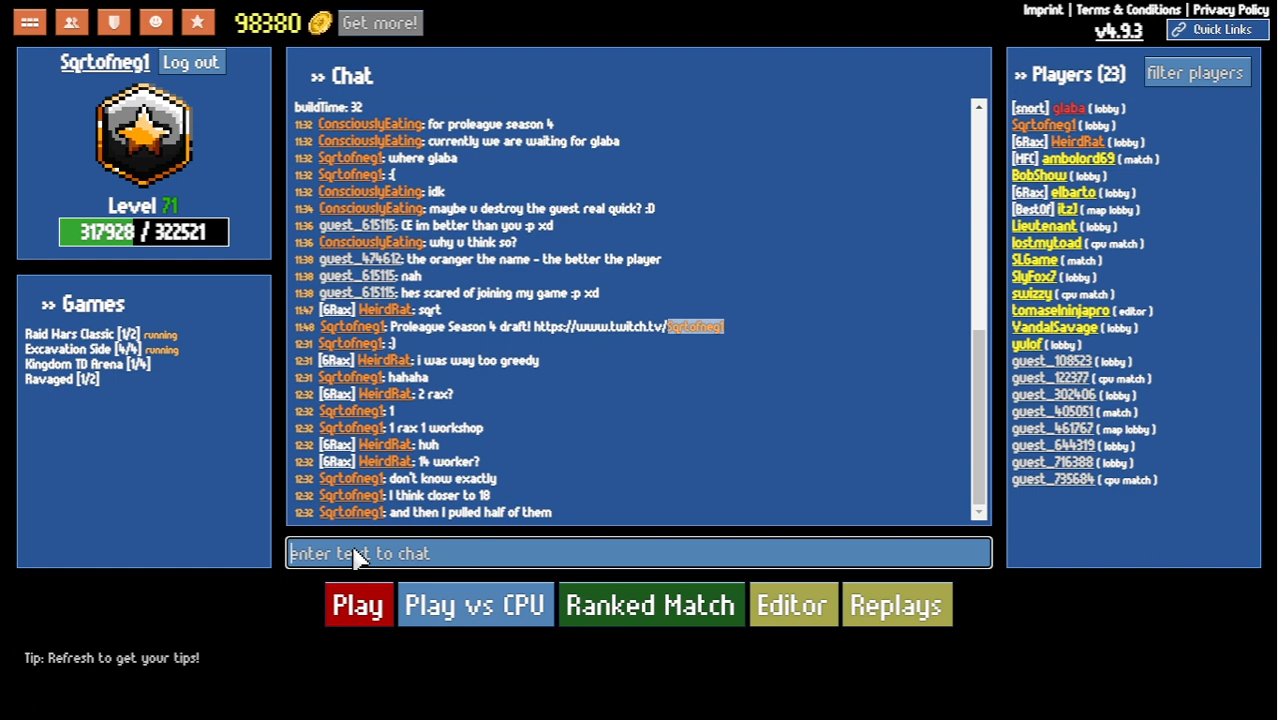 98380 Get more!
Imprint | Terms & Conditions | Privacy Policy
v4.9.3 Quick Links
Sqrtofneg1 Log out
Level 71
317928 / 322521
» Games
Raid Wars Classic [1/2] running
Excavation Side [4/4] running
Kingdom TD Arena [1/4]
Ravaged [1/2]
» Chat
buildTime: 32
11:32 ConsciouslyEating: for proleague season 4
11:32 ConsciouslyEating: currently we are waiting for glaba
11:32 Sqrtofneg1: where glaba
11:32 Sqrtofneg1: :(
11:32 ConsciouslyEating: idk
11:34 ConsciouslyEating: maybe u destroy the guest real quick? :D
11:36 guest_615115: CE im better than you :p xd
11:36 ConsciouslyEating: why u think so?
11:38 guest_474612: the oranger the name - the better the player
11:38 guest_615115: nah
11:38 guest_615115: hes scared of joining my game :p xd
11:47 [6Rax] WeirdRat: sqrt
11:48 Sqrtofneg1: Proleague Season 4 draft! https://www.twitch.tv/Sqrtofneg1
12:31 Sqrtofneg1: :)
12:31 [6Rax] WeirdRat: i was way too greedy
12:31 Sqrtofneg1: hahaha
12:32 [6Rax] WeirdRat: 2 rax?
12:32 Sqrtofneg1: 1
12:32 Sqrtofneg1: 1 rax 1 workshop
12:32 [6Rax] WeirdRat: huh
12:32 [6Rax] WeirdRat: 14 worker?
12:32 Sqrtofneg1: don't know exactly
12:32 Sqrtofneg1: I think closer to 18
12:32 Sqrtofneg1: and then I pulled half of them
enter text to chat
» Players (23) filter players
[snort] glaba ( lobby )
Sqrtofneg1 ( lobby )
[6Rax] WeirdRat ( lobby )
[MFC] ambolord69 ( match )
BobShow ( lobby )
[6Rax] elbarto ( lobby )
[BestOf] itzJ ( map lobby )
Lieutenant ( lobby )
lostmytoad ( cpu match )
SLGame ( match )
SlyFox7 ( lobby )
swizzy ( cpu match )
tomaseIninjapro ( editor )
VandalSavage ( lobby )
yulof ( lobby )
guest_108523 ( lobby )
guest_122377 ( cpu match )
guest_302406 ( lobby )
guest_405051 ( match )
guest_461767 ( map lobby )
guest_644319 ( lobby )
guest_716388 ( lobby )
guest_735684 ( cpu match )
Play Play vs CPU Ranked Match Editor Replays
Tip: Refresh to get your tips!